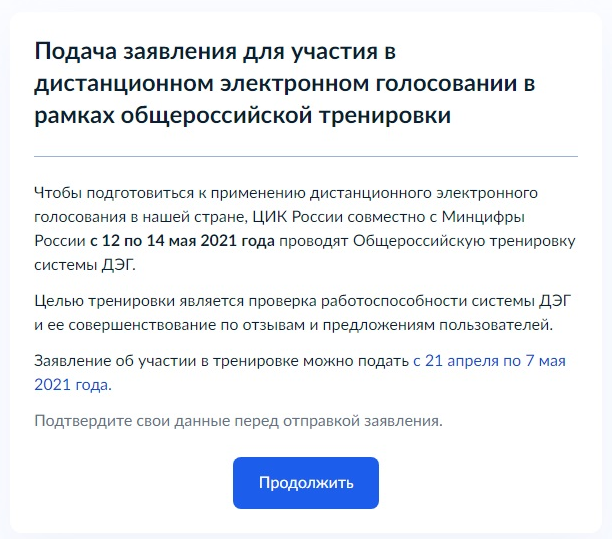 Подача заявления для участия в
дистанционном электронном голосовании в
рамках общероссийской тренировки
Чтобы подготовиться к применению дистанционного электронного
голосования в нашей стране, ЦИК России совместно с Минцифры
России с 12 по 14 мая 2021 года проводят Общероссийскую тренировку
системы ДЭГ.
Целью тренировки является проверка работоспособности системы ДЭГ
и ее совершенствование по отзывам и предложениям пользователей.
Заявление об участии в тренировке можно подать с 21 апреля по 7 мая
2021 года.
Подтвердите свои данные перед отправкой заявления.
Продолжить